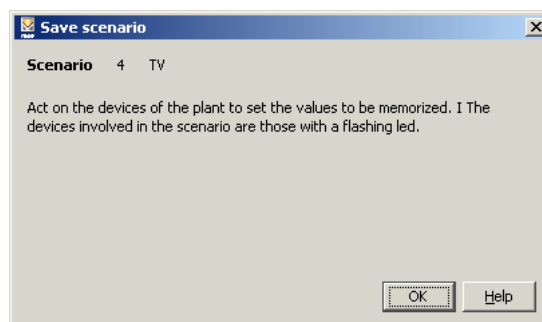 Save scenario
Scenario 4 TV
Act on the devices of the plant to set the values to be memorized. I The
devices involved in the scenario are those with a flashing led.
OK Help